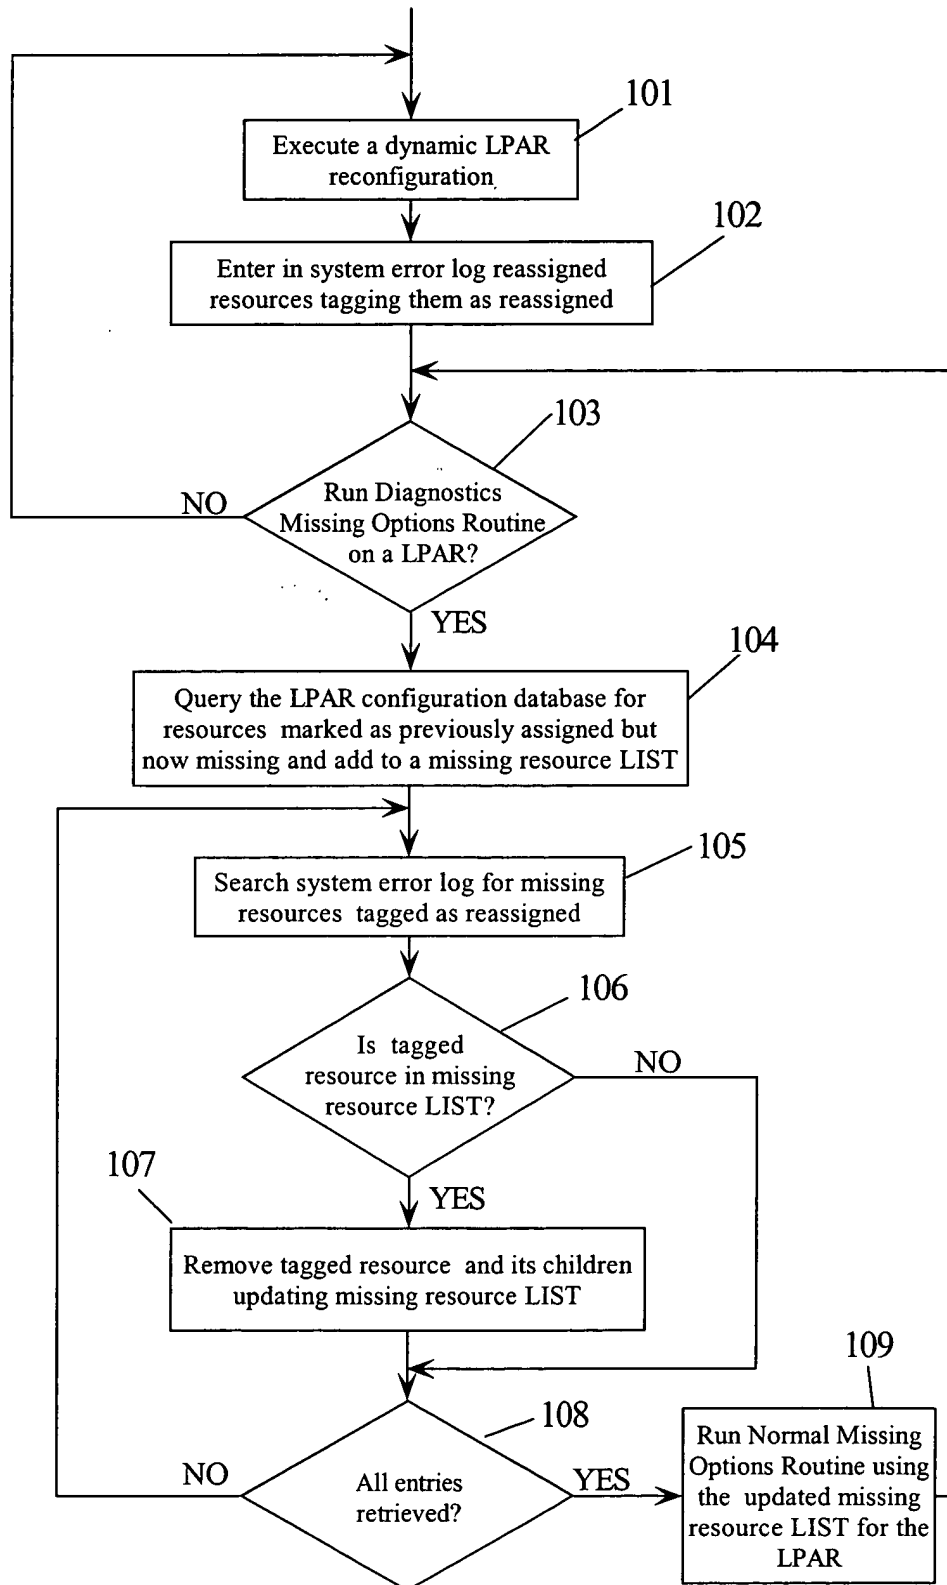 101
Execute a dynamic LPAR
reconfiguration
102
Enter in system error log reassigned
resources tagging them as reassigned
103
Run Diagnostics
Missing Options Routine
on a LPAR?
NO
YES
104
Query the LPAR configuration database for
resources marked as previously assigned but
now missing and add to a missing resource LIST
105
Search system error log for missing
resources tagged as reassigned
106
Is tagged
resource in missing
resource LIST?
NO
YES
107
Remove tagged resource and its children
updating missing resource LIST
108
All entries
retrieved?
NO
YES
109
Run Normal Missing
Options Routine using
the updated missing
resource LIST for the
LPAR